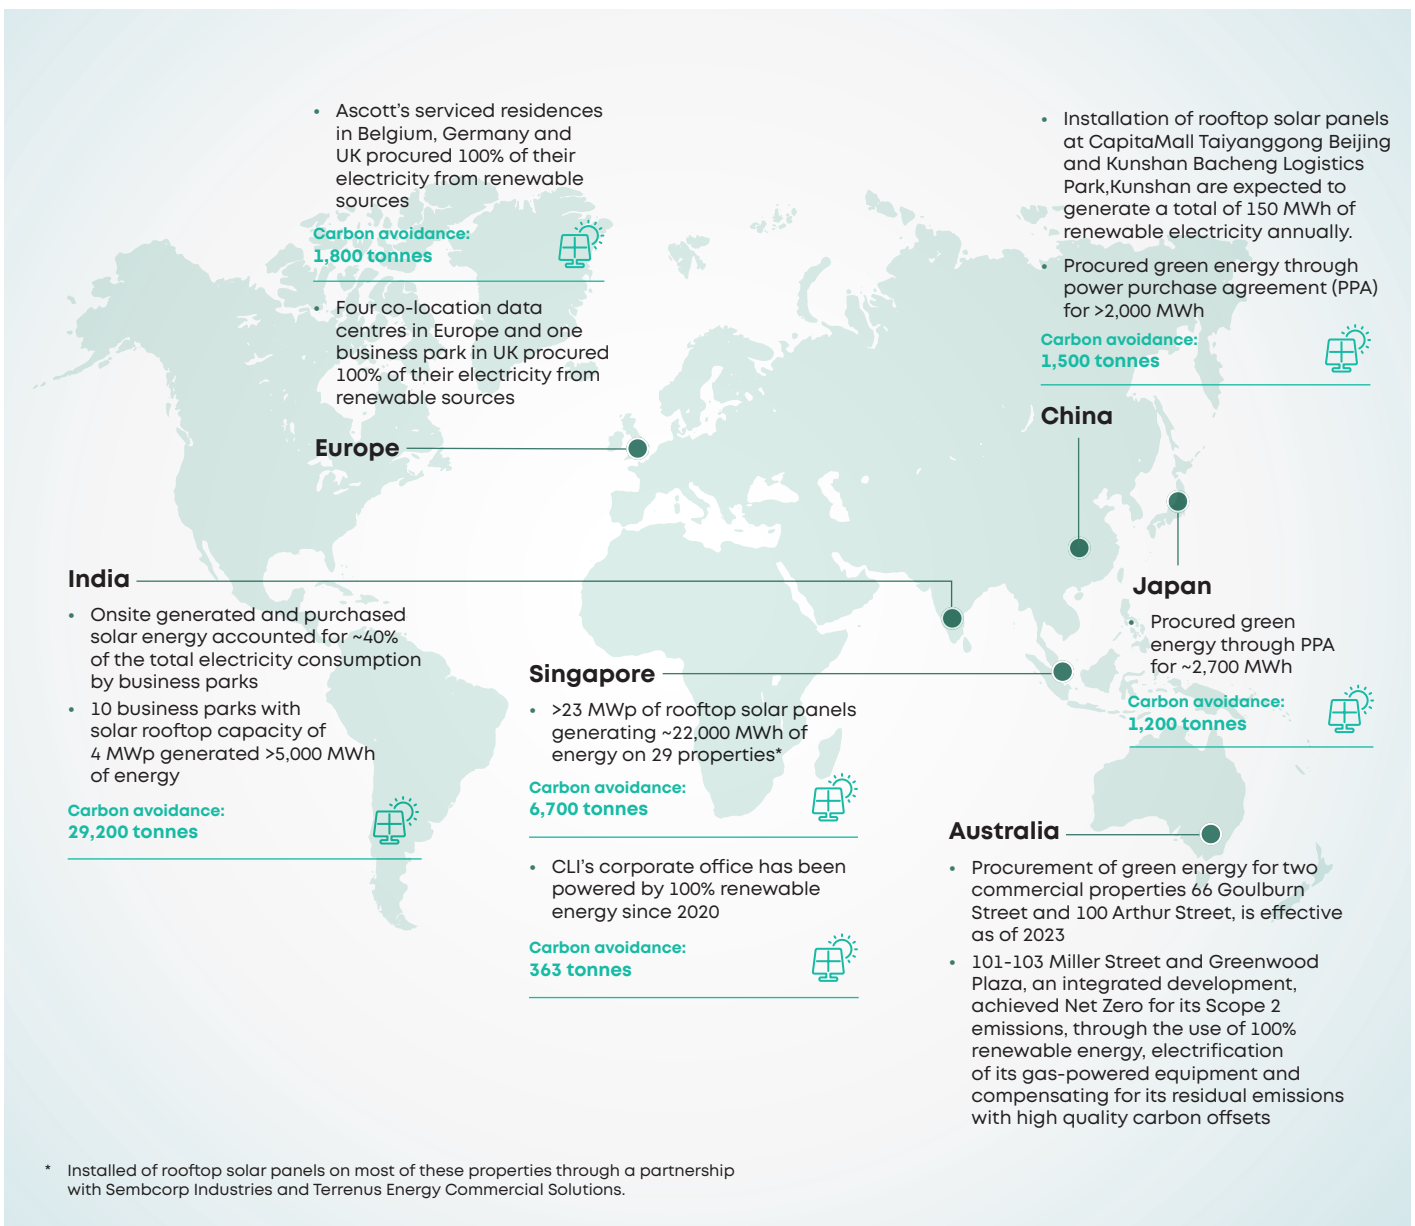 • Ascott’s serviced residences
in Belgium, Germany and
UK procured 100% of their
electricity from renewable
sources
Carbon avoidance:
1,800 tonnes
• Four co-location data
centres in Europe and one
business park in UK procured
100% of their electricity from
renewable sources
Europe
• Installation of rooftop solar panels
at CapitaMall Taiyanggong Beijing
and Kunshan Bacheng Logistics
Park,Kunshan are expected to
generate a total of 150 MWh of
renewable electricity annually.
• Procured green energy through
power purchase agreement (PPA)
for >2,000 MWh
Carbon avoidance:
1,500 tonnes
China
India
• Onsite generated and purchased
solar energy accounted for ~40%
of the total electricity consumption
by business parks
• 10 business parks with
solar rooftop capacity of
4 MWp generated >5,000 MWh
of energy
Carbon avoidance:
29,200 tonnes
Singapore
• >23 MWp of rooftop solar panels
generating ~22,000 MWh of
energy on 29 properties*
Carbon avoidance:
6,700 tonnes
• CLI’s corporate office has been
powered by 100% renewable
energy since 2020
Carbon avoidance:
363 tonnes
Japan
• Procured green
energy through PPA
for ~2,700 MWh
Carbon avoidance:
1,200 tonnes
Australia
• Procurement of green energy for two
commercial properties 66 Goulburn
Street and 100 Arthur Street, is effective
as of 2023
• 101-103 Miller Street and Greenwood
Plaza, an integrated development,
achieved Net Zero for its Scope 2
emissions, through the use of 100%
renewable energy, electrification
of its gas-powered equipment and
compensating for its residual emissions
with high quality carbon offsets
* Installed of rooftop solar panels on most of these properties through a partnership
with Sembcorp Industries and Terrenus Energy Commercial Solutions.